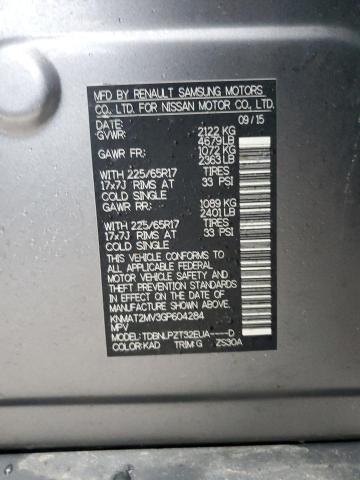 MFD BY RENAULT SAMSUNG MOTORS
CO., LTD. FOR NISSAN MOTOR CO., LTD.
DATE: 09/15
GVWR: 2122 KG
4679 LB
GAWR FR: 1072 KG
2363 LB
WITH 225/65R17 TIRES
17x7J RIMS AT 33 PSI
COLD SINGLE
GAWR RR: 1089 KG
2401 LB
WITH 225/65R17 TIRES
17x7J RIMS AT 33 PSI
COLD SINGLE
THIS VEHICLE CONFORMS TO
ALL APPLICABLE FEDERAL
MOTOR VEHICLE SAFETY AND
THEFT PREVENTION
STANDARDS IN EFFECT ON
THE DATE OF MANUFACTURE
SHOWN ABOVE
KNMAT2MV3GP604284
MPV
MODEL: TDBNLPZT32EUA----D
COLOR: KAD TRIM: G ZS30A